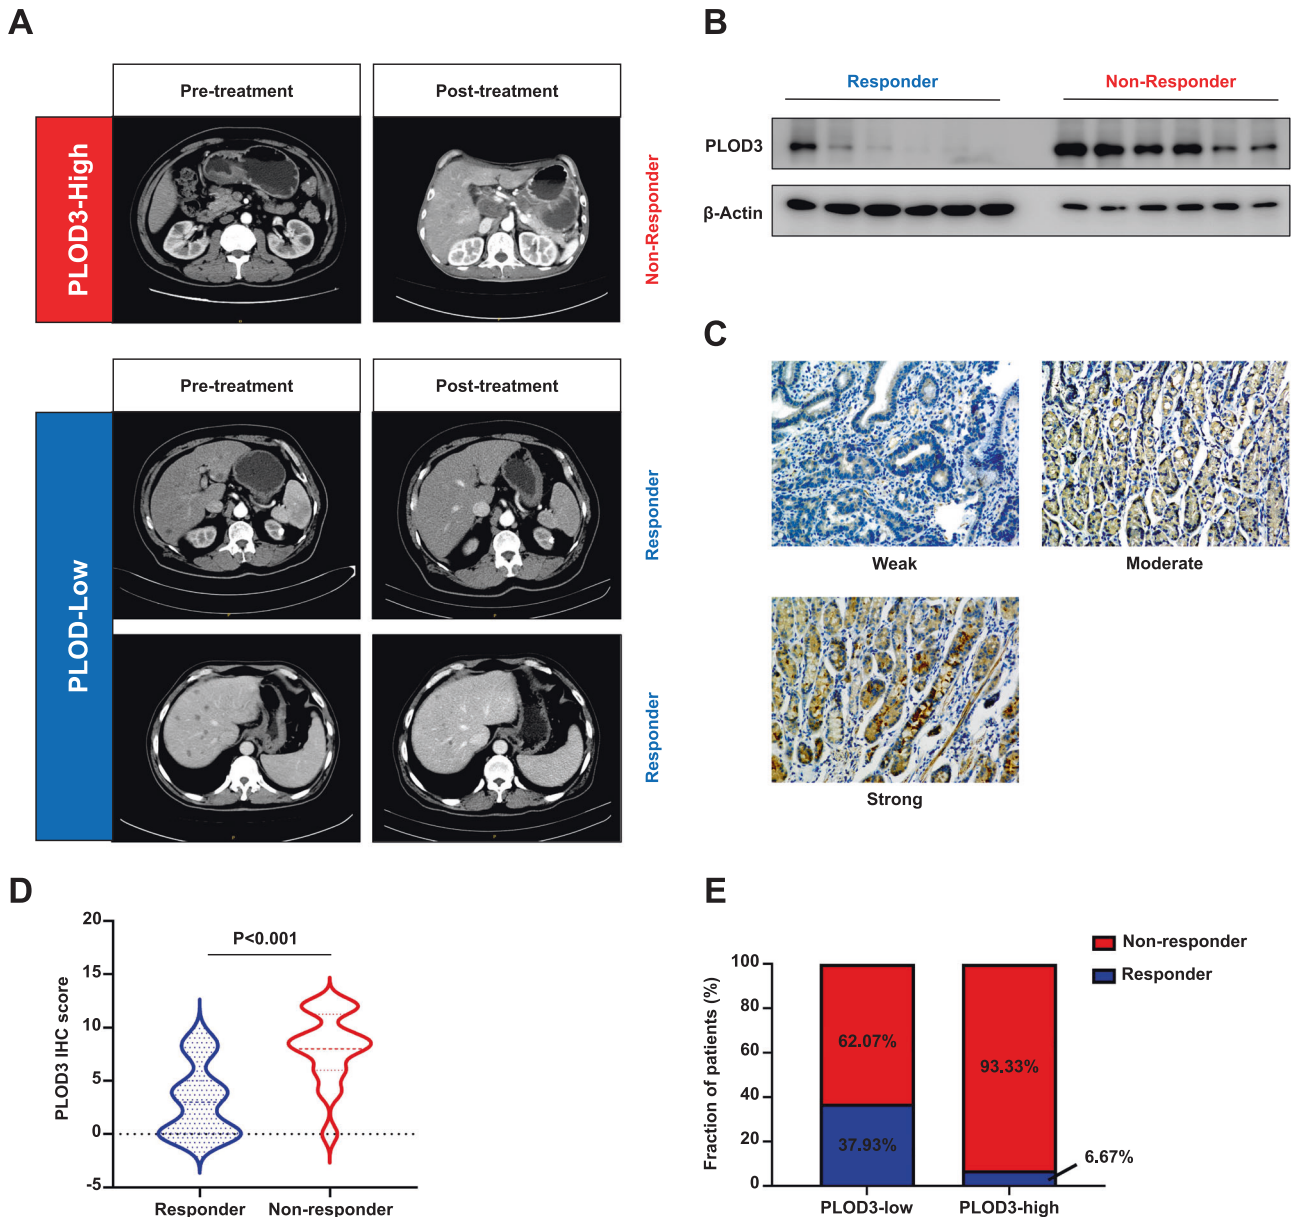 A
Pre-treatment
Post-treatment
PLOD3-High
Non-Responder
Pre-treatment
Post-treatment
PLOD-Low
Responder
Responder
B
Responder
Non-Responder
PLOD3
β-Actin
C
Weak
Moderate
Strong
D
PLOD3 IHC score
20
15
10
5
0
-5
P<0.001
Responder
Non-responder
E
Fraction of patients (%)
100
80
60
40
20
0
62.07%
37.93%
93.33%
6.67%
PLOD3-low
PLOD3-high
Non-responder
Responder